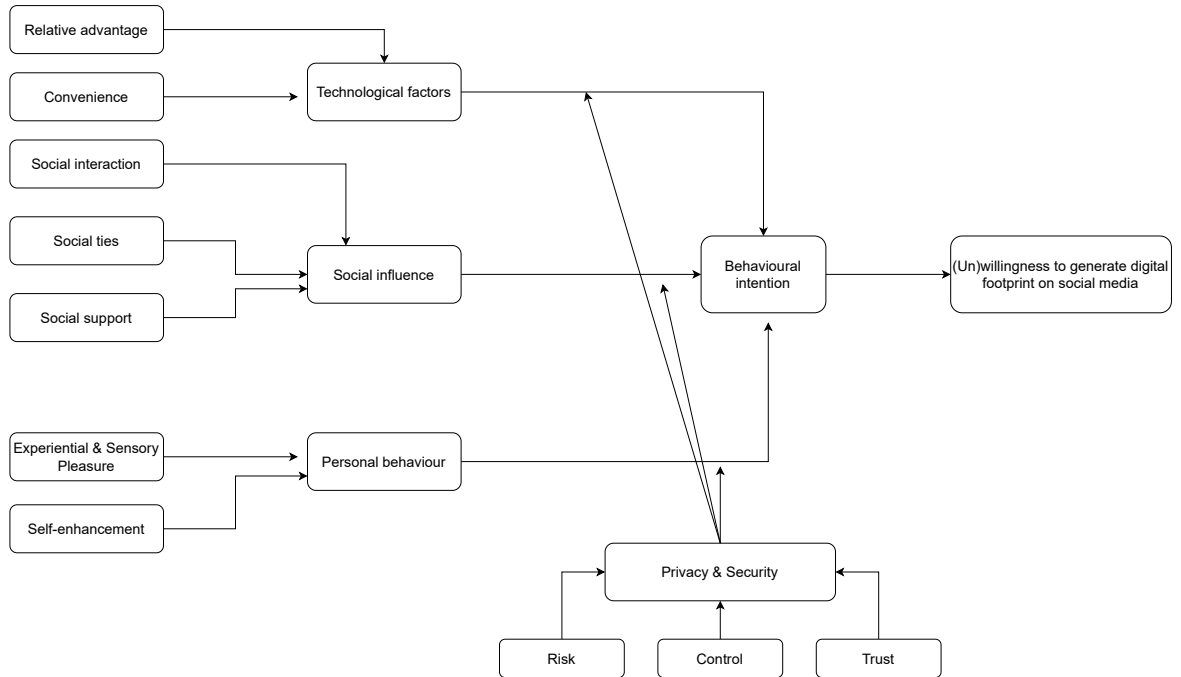 Relative advantage
Convenience
Technological factors
Social interaction
Social ties
Social influence
Social support
Behavioural
intention
(Un)willingness to generate digital
footprint on social media
Experiential & Sensory
Pleasure
Personal behaviour
Self-enhancement
Privacy & Security
Risk
Control
Trust